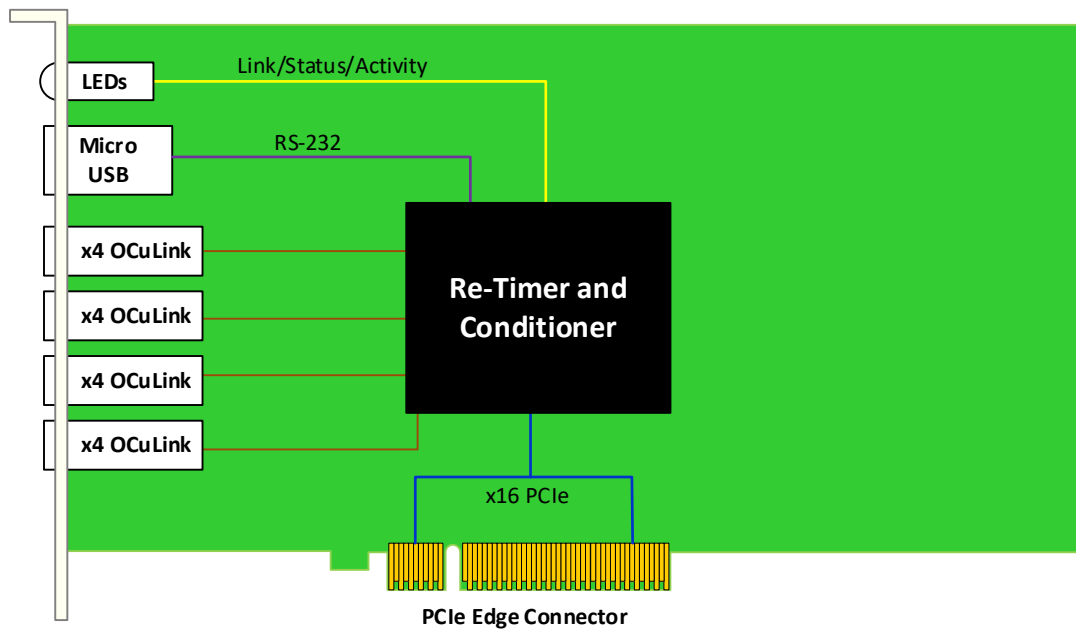 Link/Status/Activity
LEDs
RS-232
Micro
USB
x4 OCuLink
x4 OCuLink
x4 OCuLink
x4 OCuLink
Re-Timer and
Conditioner
x16 PCIe
PCIe Edge Connector